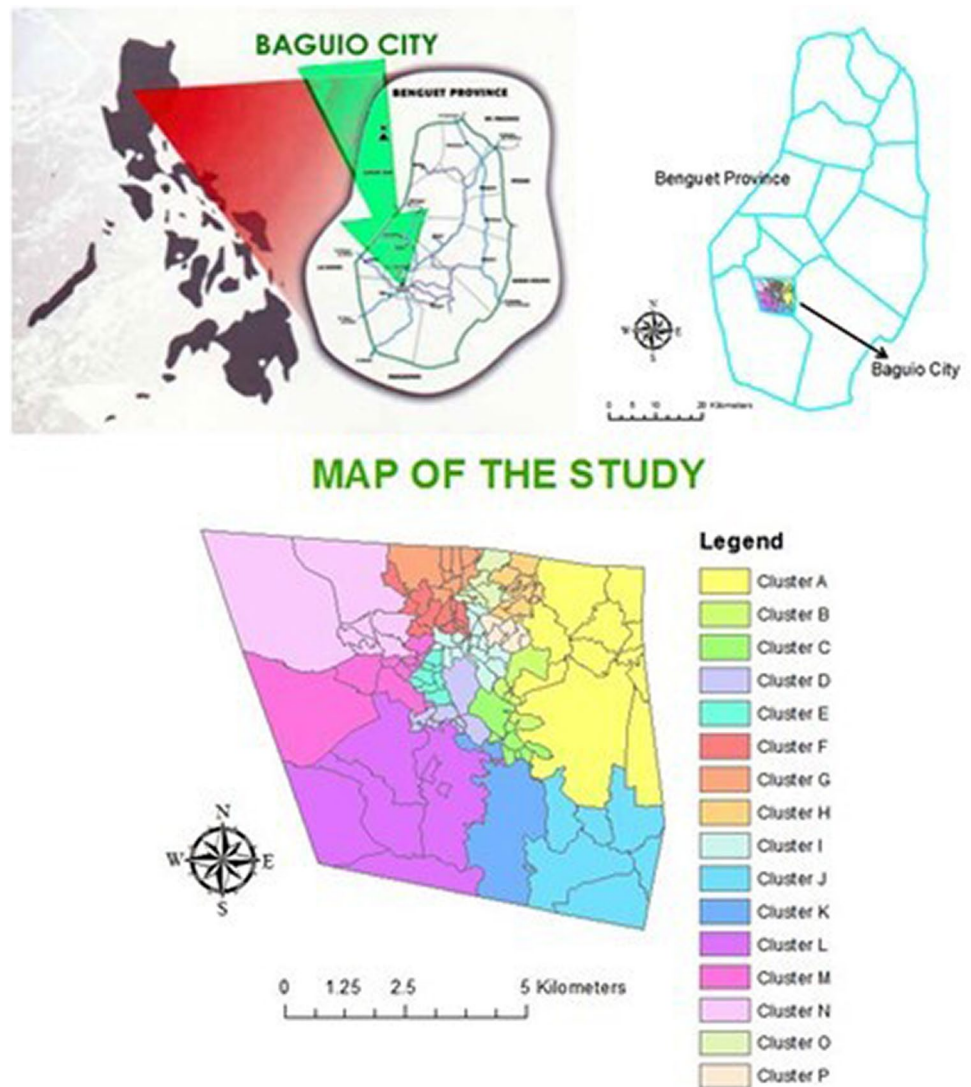 BAGUIO CITY
BENGUET PROVINCE
Benguet Province
N
W E
S
Baguio City
0 5 10 20 Kilometers
MAP OF THE STUDY
Legend
Cluster A
Cluster B
Cluster C
Cluster D
Cluster E
Cluster F
Cluster G
Cluster H
Cluster I
Cluster J
Cluster K
Cluster L
Cluster M
Cluster N
Cluster O
Cluster P
N
W E
S
0 1.25 2.5 5 Kilometers